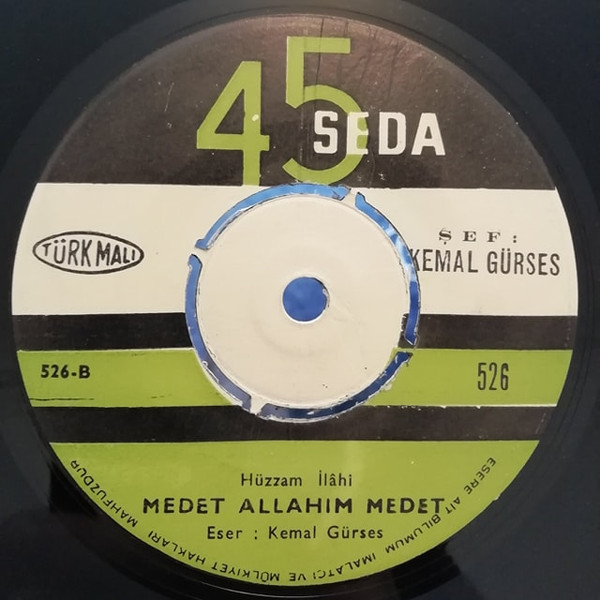 45
SEDA
TÜRK MALI
ŞEF :
KEMAL GÜRSES
526-B
526
Hüzzam İlâhi
MEDET ALLAHIM MEDET
Eser : Kemal Gürses
ESERE AİT BİLUMUM İMALATÇI VE MÜLKİYET HAKLARI MAHFUZDUR